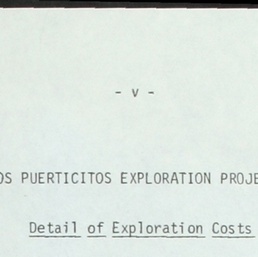 - v -
OS PUERTICITOS EXPLORATION PROJE
Detail of Exploration Costs